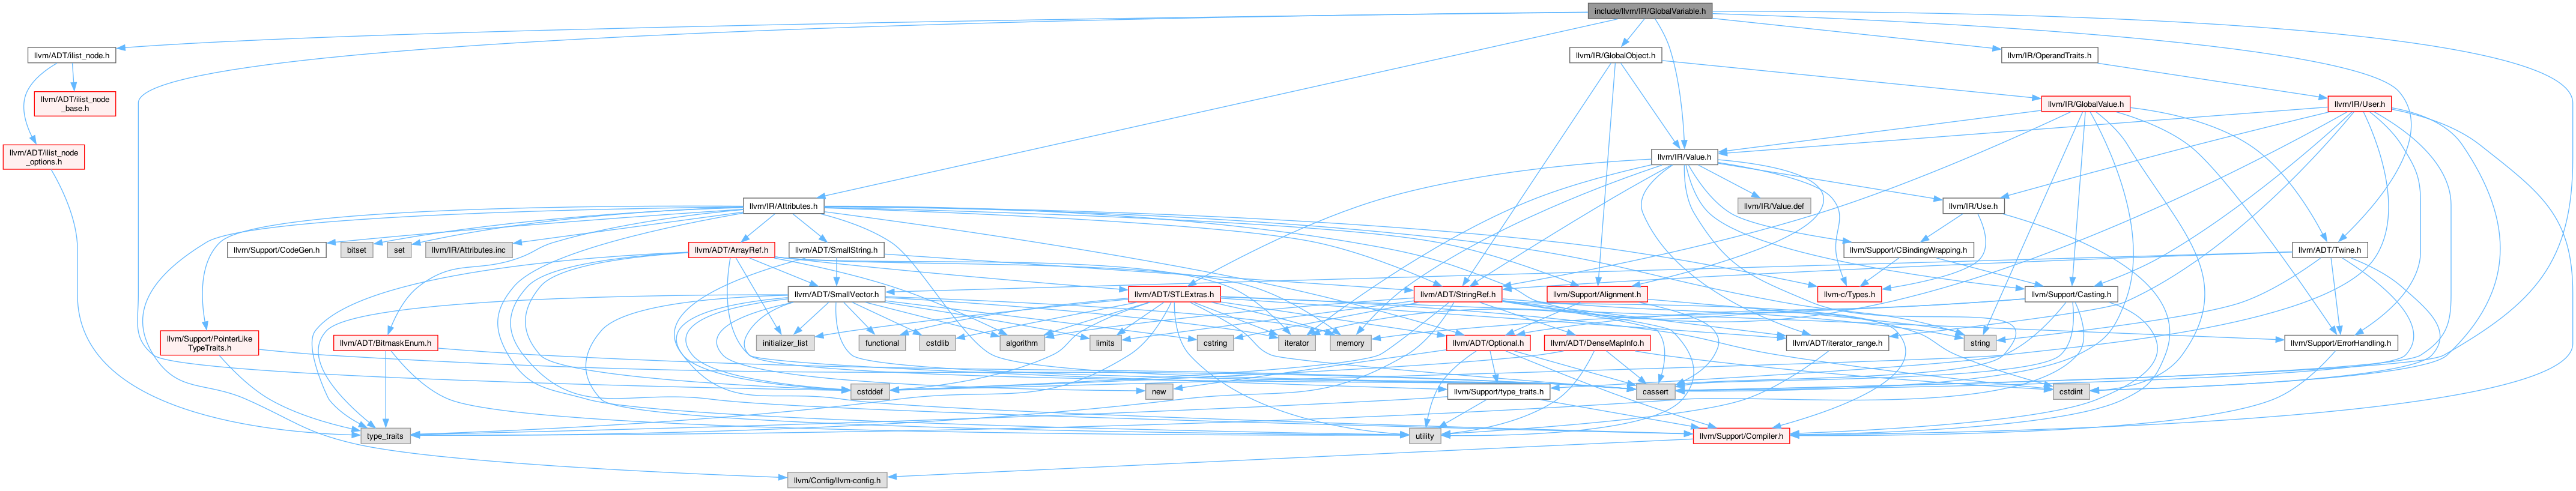 include/llvm/IR/GlobalVariable.h
llvm/ADT/ilist_node.h
llvm/IR/GlobalObject.h
llvm/IR/OperandTraits.h
llvm/ADT/ilist_node
_base.h
llvm/IR/GlobalValue.h
llvm/IR/User.h
llvm/ADT/ilist_node
_options.h
llvm/IR/Value.h
llvm/IR/Attributes.h
llvm/IR/Value.def
llvm/IR/Use.h
llvm/Support/CodeGen.h
bitset
set
llvm/IR/Attributes.inc
llvm/ADT/ArrayRef.h
llvm/ADT/SmallString.h
llvm/Support/CBindingWrapping.h
llvm/ADT/Twine.h
llvm/ADT/SmallVector.h
llvm/ADT/STLExtras.h
llvm/ADT/StringRef.h
llvm/Support/Alignment.h
llvm-c/Types.h
llvm/Support/Casting.h
llvm/Support/PointerLike
TypeTraits.h
llvm/ADT/BitmaskEnum.h
initializer_list
functional
cstdlib
algorithm
limits
cstring
iterator
memory
llvm/ADT/Optional.h
llvm/ADT/DenseMapInfo.h
llvm/ADT/iterator_range.h
string
llvm/Support/ErrorHandling.h
cstddef
new
llvm/Support/type_traits.h
cassert
cstdint
type_traits
utility
llvm/Support/Compiler.h
llvm/Config/llvm-config.h